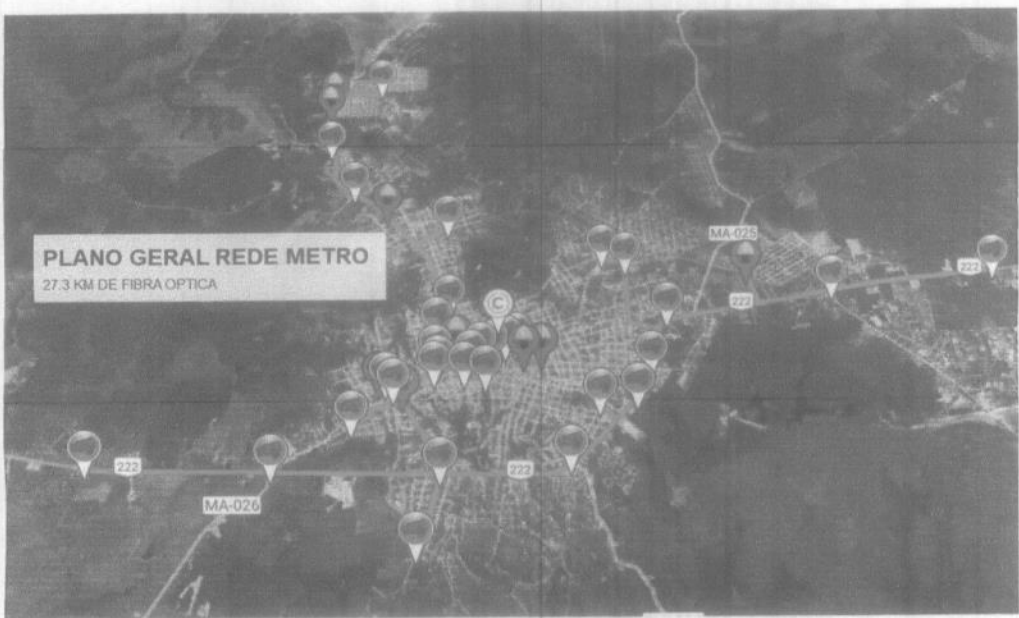 PLANO GERAL REDE METRO
27.3 KM DE FIBRA OPTICA
MA-025
222
222
C
222
222
MA-026